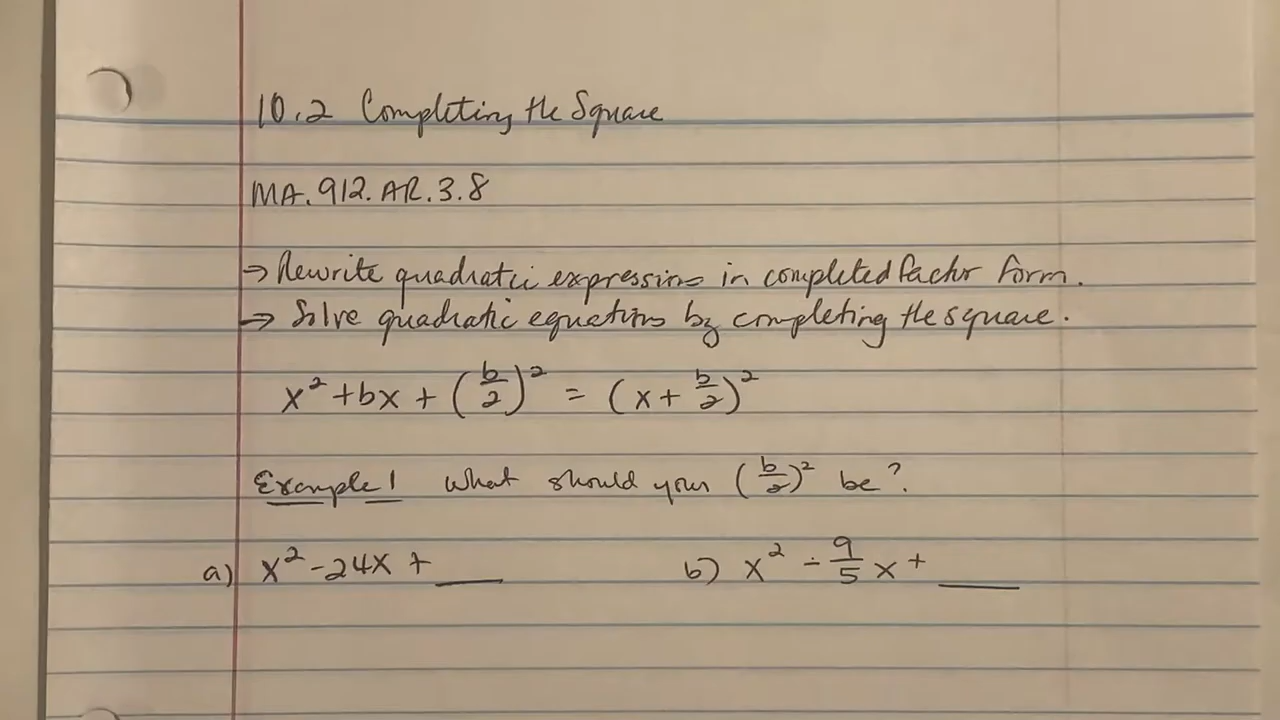 10.2 Completing the Square
MA.912.AR.3.8
→ Rewrite quadratic expressions in completed factor form.
→ Solve quadratic equations by completing the square.
x² + bx + (b/2)² = (x + b/2)²
Example 1 What should your (b/2)² be?
a) x² - 24x + ____ b) x² - 9/5 x + ____